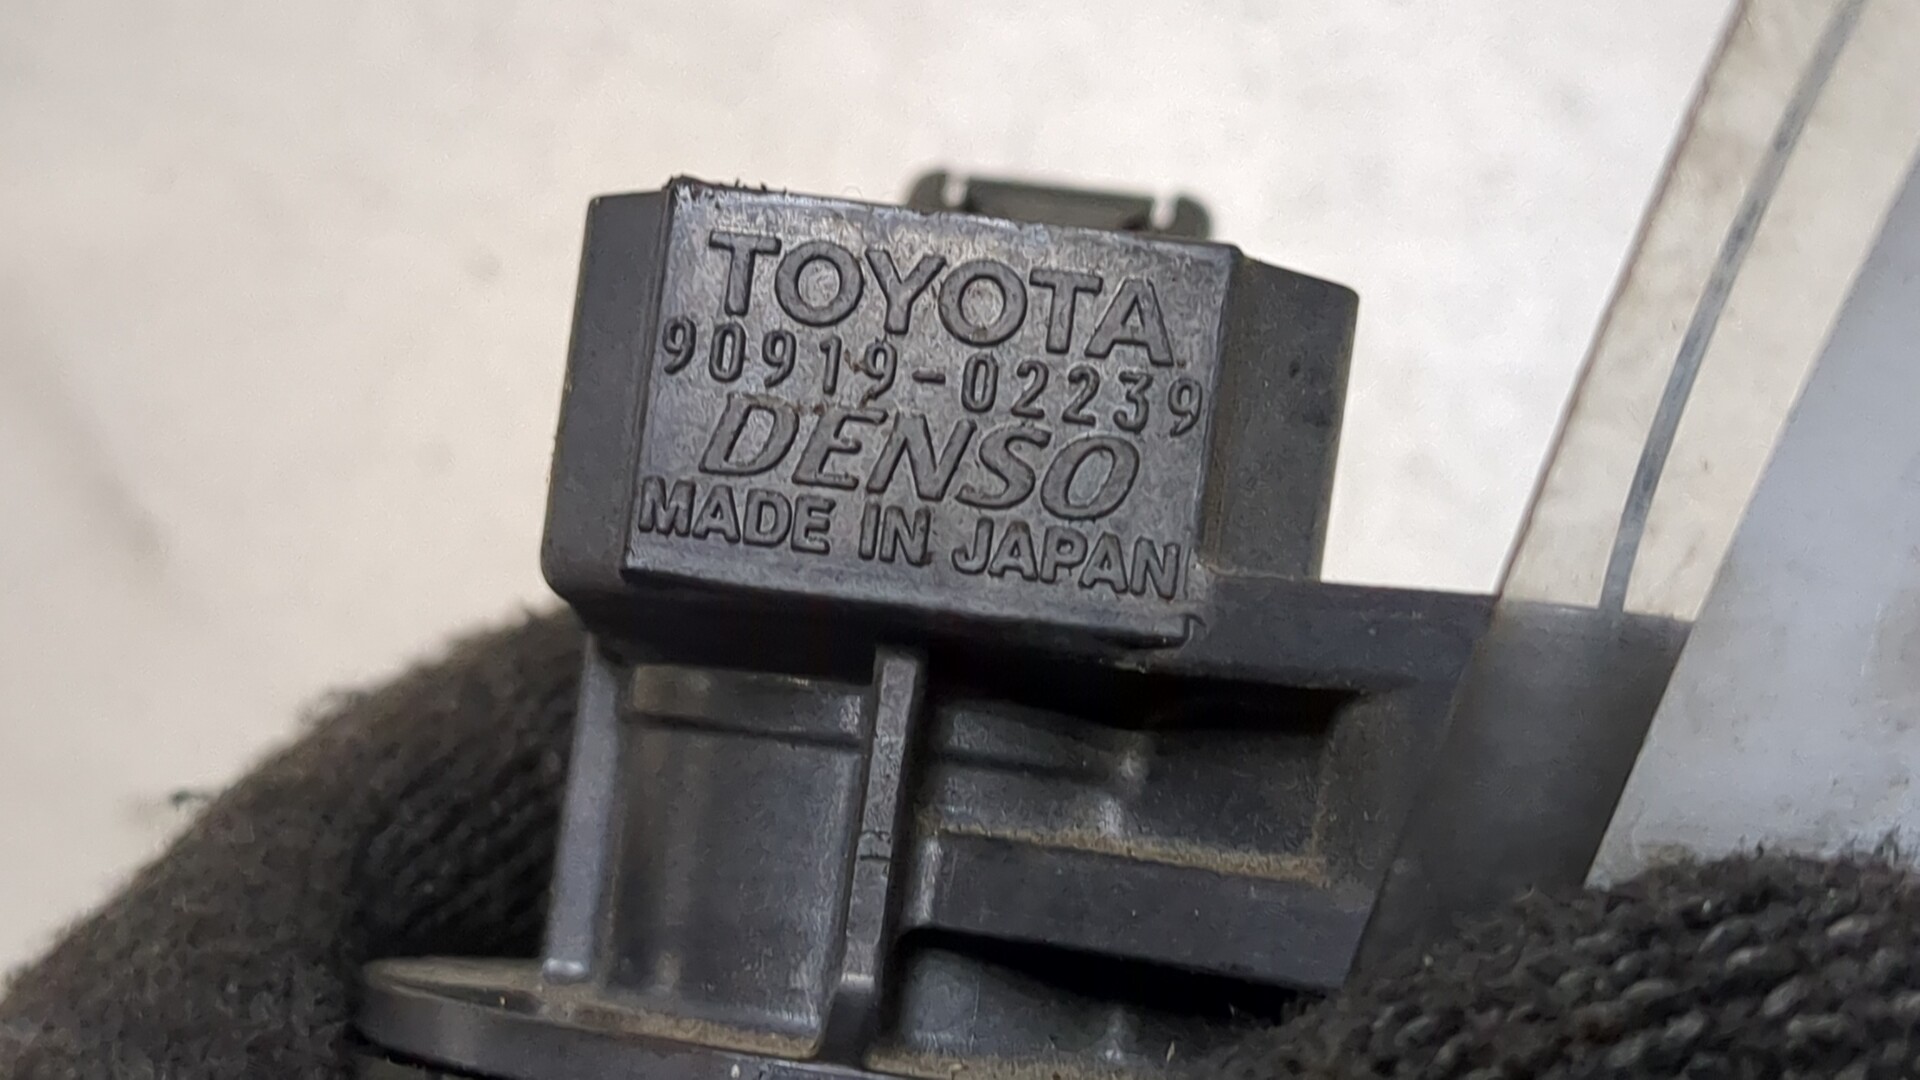 TOYOTA
90919-02239
DENSO
MADE IN JAPAN